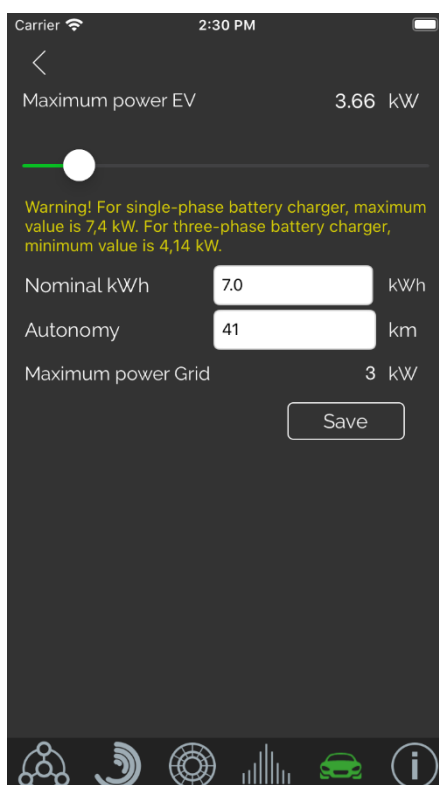 Carrier 2:30 PM
Maximum power EV 3.66 kW
Warning! For single-phase battery charger, maximum
value is 7,4 kW. For three-phase battery charger,
minimum value is 4,14 kW.
Nominal kWh 7.0 kWh
Autonomy 41 km
Maximum power Grid 3 kW
Save